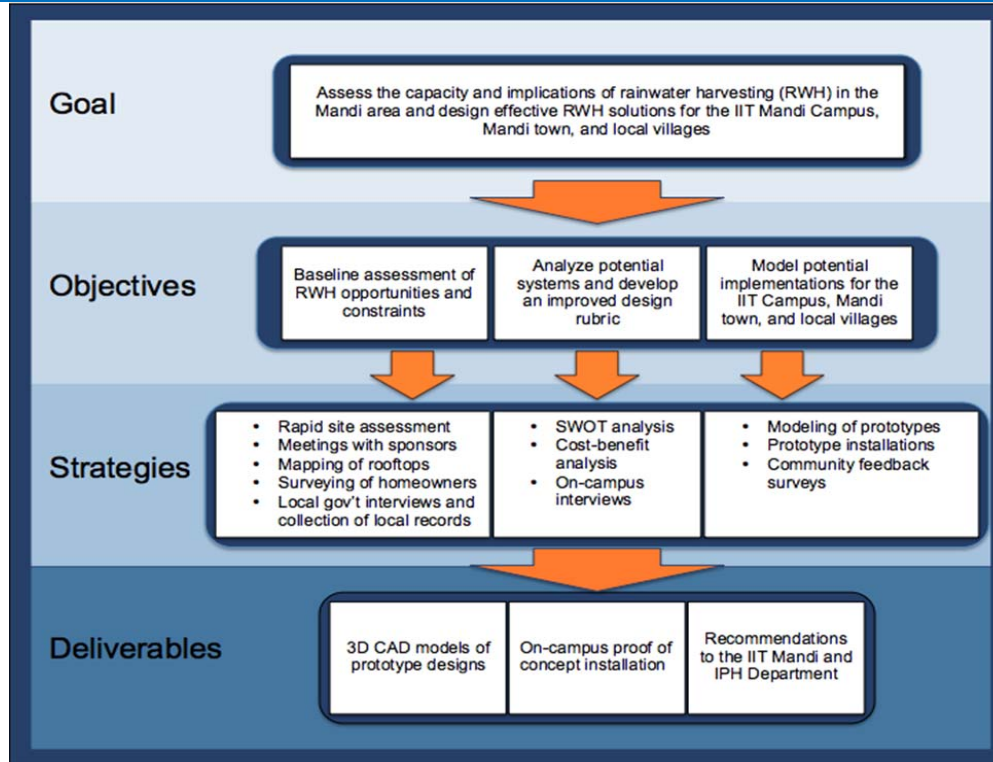 Goal
Assess the capacity and implications of rainwater harvesting (RWH) in the
Mandi area and design effective RWH solutions for the IIT Mandi Campus,
Mandi town, and local villages
Objectives
Baseline assessment of
RWH opportunities and
constraints
Analyze potential
systems and develop
an improved design
rubric
Model potential
implementations for the
IIT Campus, Mandi
town, and local villages
Strategies
• Rapid site assessment
• Meetings with sponsors
• Mapping of rooftops
• Surveying of homeowners
• Local gov't interviews and
collection of local records
• SWOT analysis
• Cost-benefit
analysis
• On-campus
interviews
• Modeling of prototypes
• Prototype installations
• Community feedback
surveys
Deliverables
3D CAD models of
prototype designs
On-campus proof of
concept installation
Recommendations
to the IIT Mandi and
IPH Department